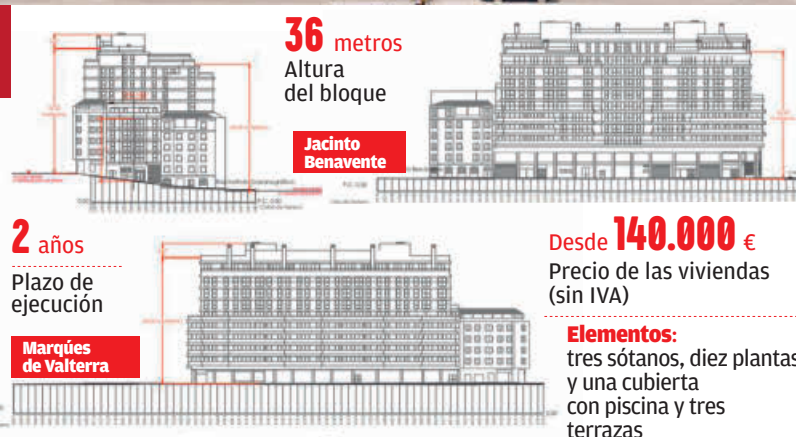 36 metros
Altura
del bloque
Jacinto
Benavente
2 años
Plazo de
ejecución
Marqúes
de Valterra
Desde 140.000 €
Precio de las viviendas
(sin IVA)
Elementos:
tres sótanos, diez plantas
y una cubierta
con piscina y tres
terrazas